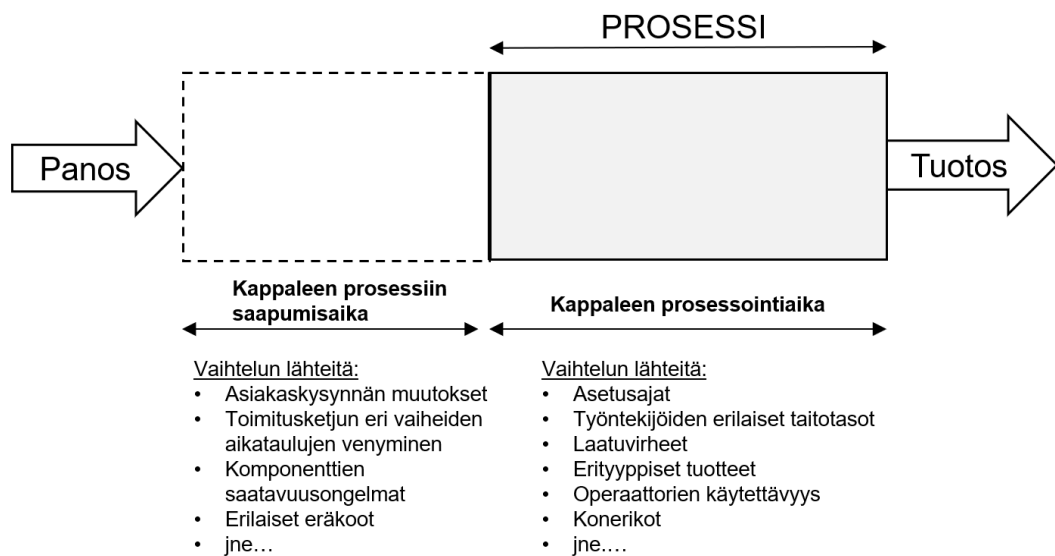 PROSESSI
Panos
Tuotos
Kappaleen prosessiin
saapumisaika
Kappaleen prosessointiaika
Vaihtelun lähteitä:
• Asiakaskysynnän muutokset
• Toimitusketjun eri vaiheiden
aikataulujen venyminen
• Komponenttien
saatavuusongelmat
• Erilaiset eräkoot
• jne…
Vaihtelun lähteitä:
• Asetusajat
• Työntekijöiden erilaiset taitotasot
• Laatuvirheet
• Erityyppiset tuotteet
• Operaattorien käytettävyys
• Konerikot
• jne.…